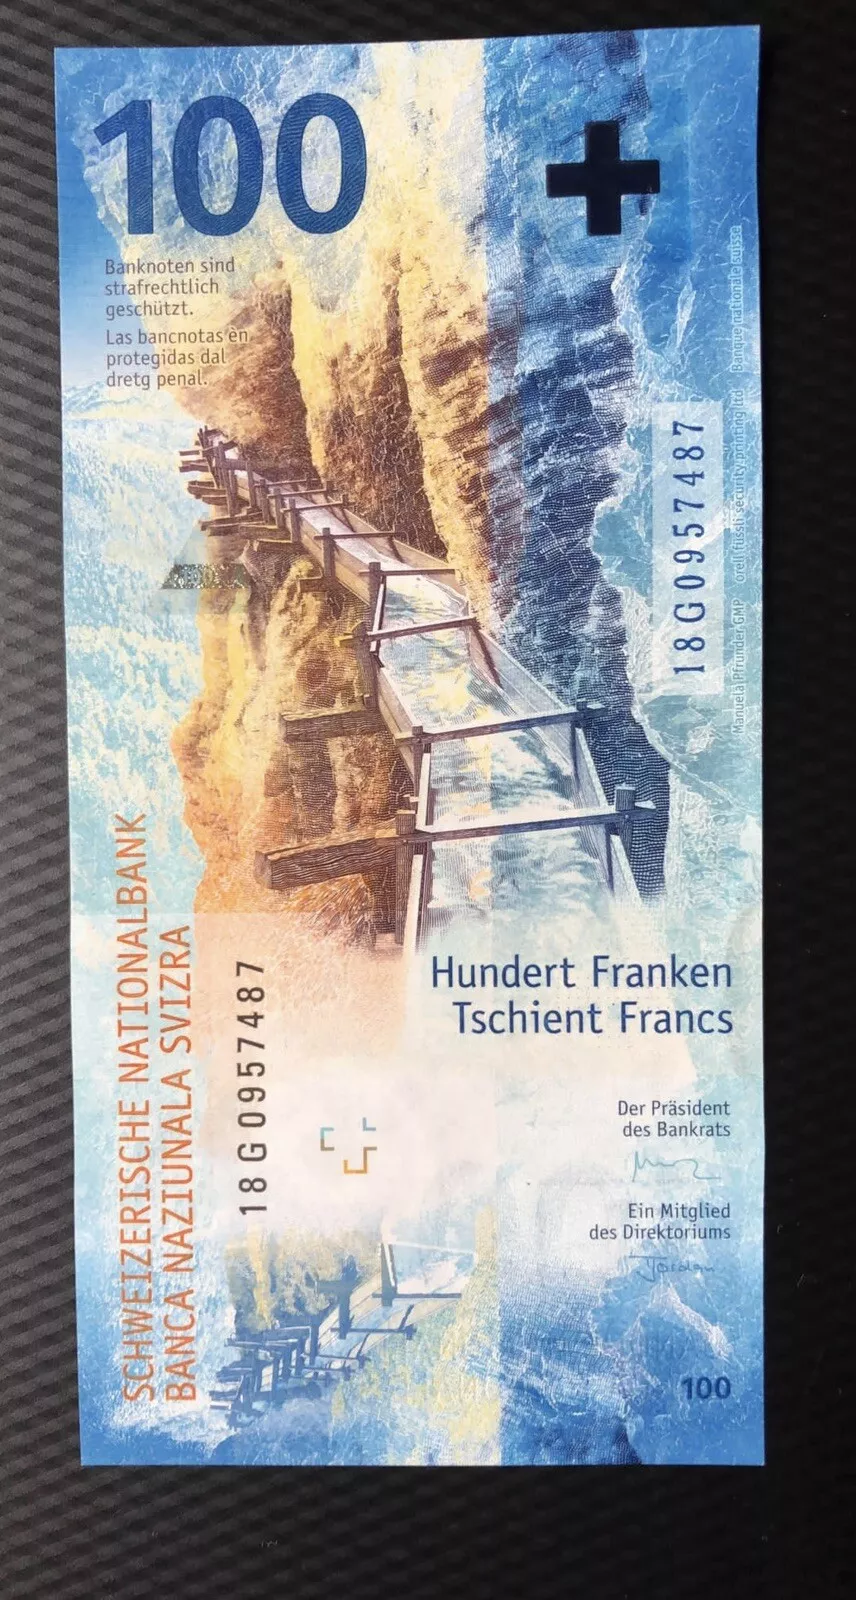 100
Banknoten sind
strafrechtlich
geschützt.
Las bancnotas èn
protegidas dal
dretg penal.
18G0957487
Manuela Pfrunder GMP orell füssli security printing ltd Banque nationale suisse
SCHWEIZERISCHE NATIONALBANK
BANCA NAZIUNALA SVIZRA
18G0957487
Hundert Franken
Tschient Francs
Der Präsident
des Bankrats
Ein Mitglied
des Direktoriums
Jordan
100